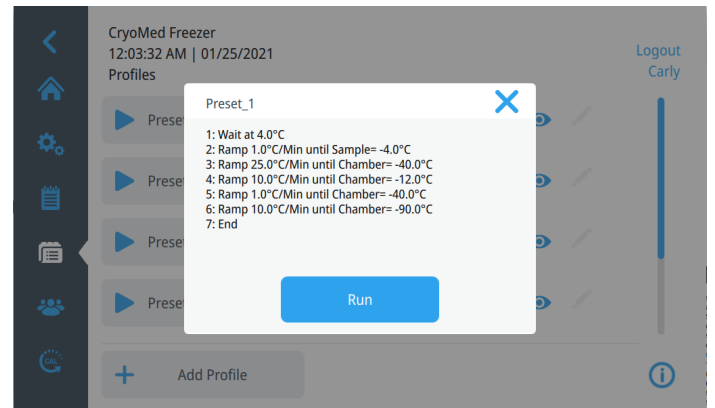 CryoMed Freezer
12:03:32 AM | 01/25/2021
Profiles
Logout
Carly
Preset_1
1: Wait at 4.0°C
2: Ramp 1.0°C/Min until Sample= -4.0°C
3: Ramp 25.0°C/Min until Chamber= -40.0°C
4: Ramp 10.0°C/Min until Chamber= -12.0°C
5: Ramp 1.0°C/Min until Chamber= -40.0°C
6: Ramp 10.0°C/Min until Chamber= -90.0°C
7: End
Run
CAL
Add Profile